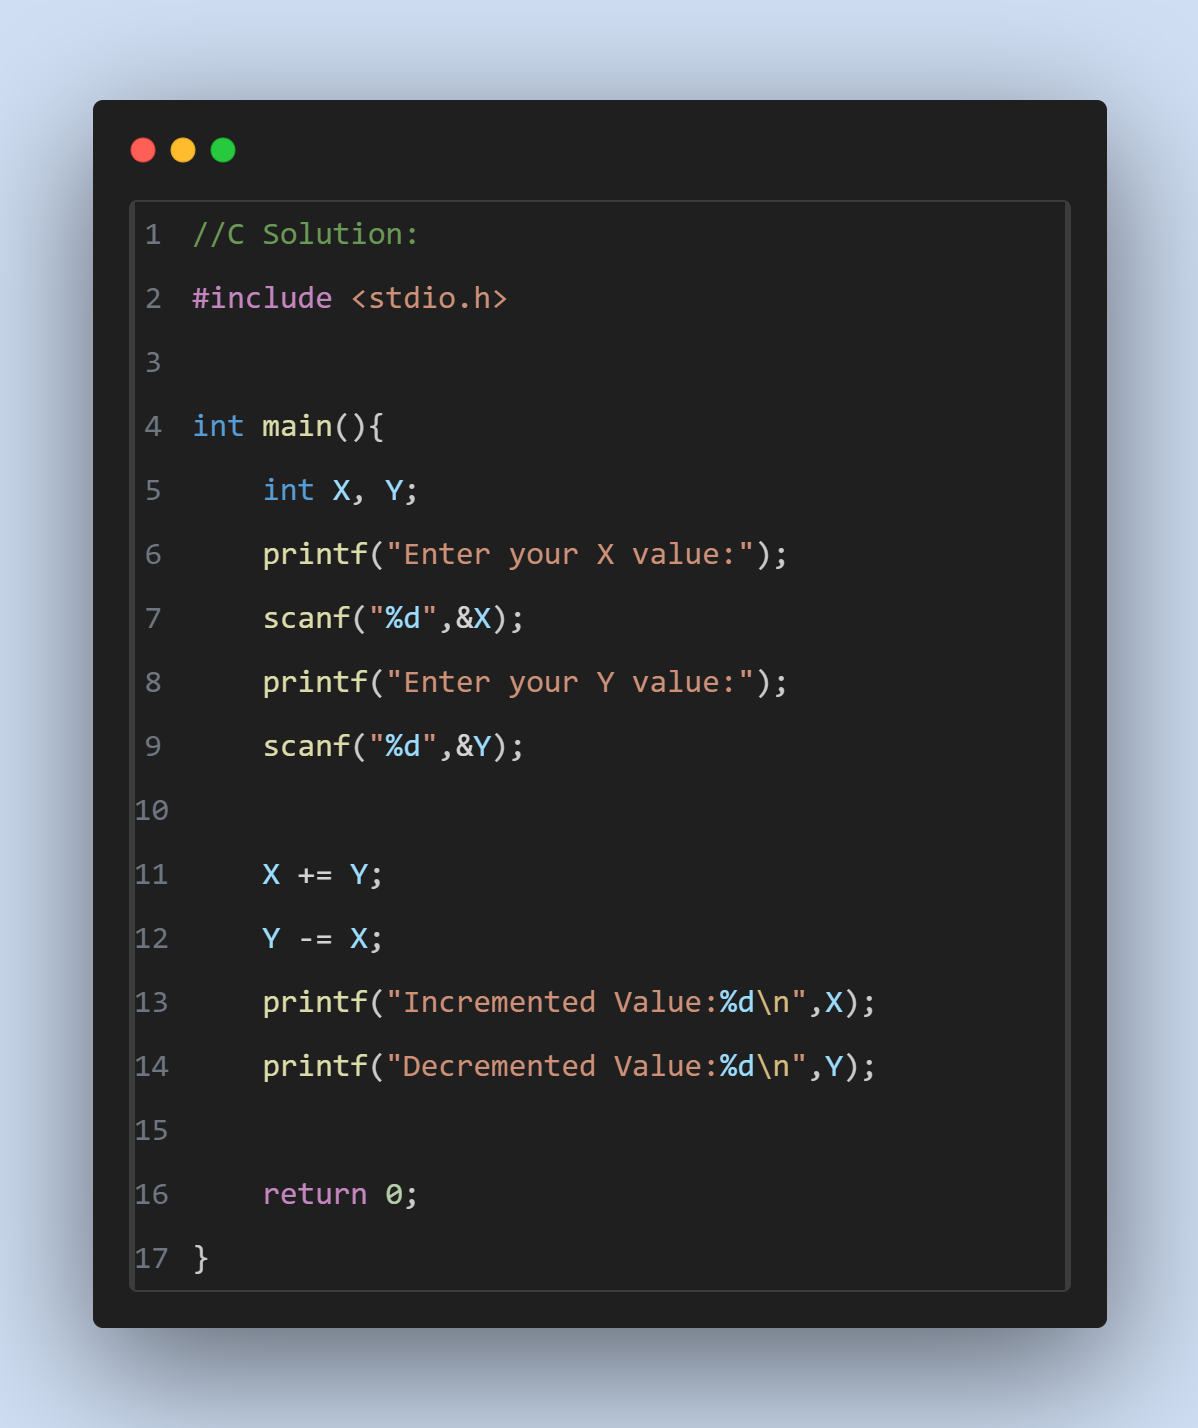 1 //C Solution:
2 #include <stdio.h>
3
4 int main(){
5     int X, Y;
6     printf("Enter your X value:");
7     scanf("%d",&X);
8     printf("Enter your Y value:");
9     scanf("%d",&Y);
10
11     X += Y;
12     Y -= X;
13     printf("Incremented Value:%d\n",X);
14     printf("Decremented Value:%d\n",Y);
15
16     return 0;
17 }